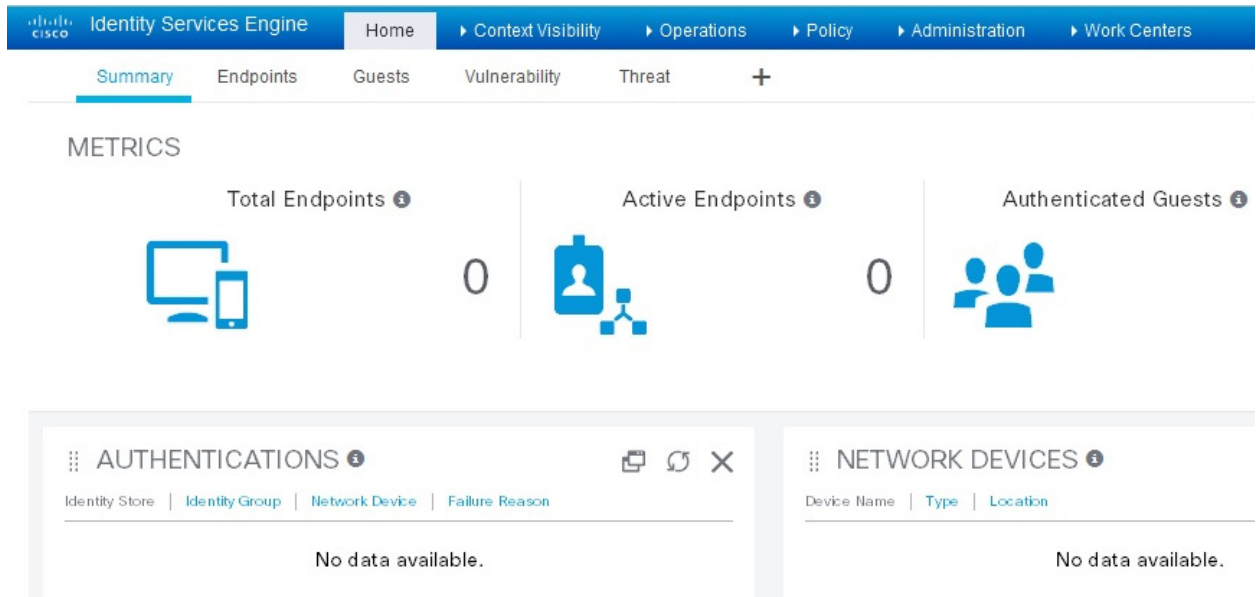 CISCO Identity Services Engine Home Context Visibility Operations Policy Administration Work Centers
Summary Endpoints Guests Vulnerability Threat +
METRICS
Total Endpoints Active Endpoints Authenticated Guests
0 0
AUTHENTICATIONS NETWORK DEVICES
Identity Store | Identity Group | Network Device | Failure Reason Device Name | Type | Location
No data available. No data available.